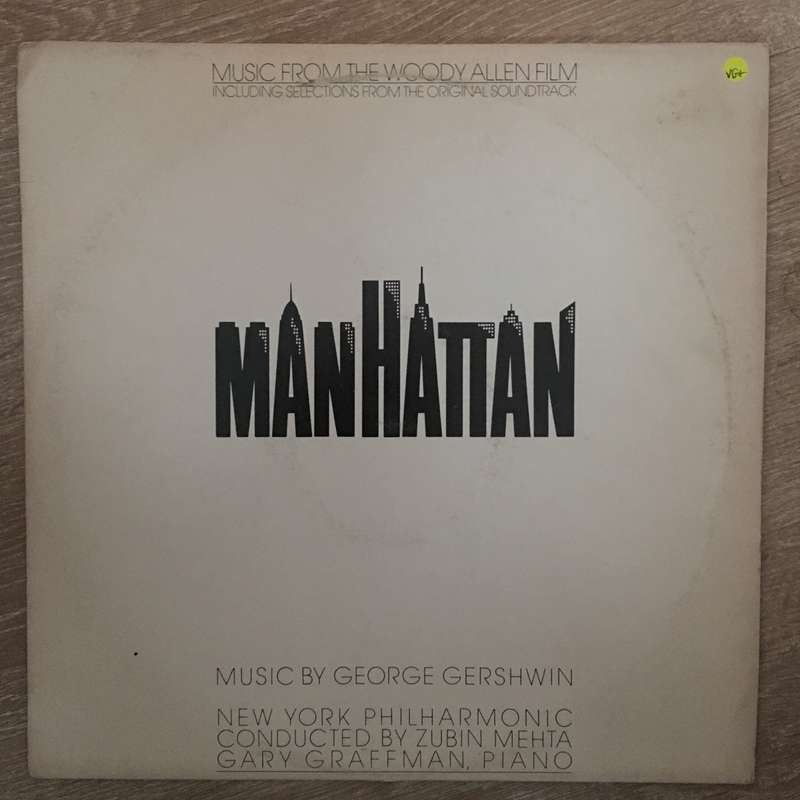 MUSIC FROM THE WOODY ALLEN FILM
INCLUDING SELECTIONS FROM THE ORIGINAL SOUNDTRACK
VG+
MANHATTAN
MUSIC BY GEORGE GERSHWIN
NEW YORK PHILHARMONIC
CONDUCTED BY ZUBIN MEHTA
GARY GRAFFMAN, PIANO